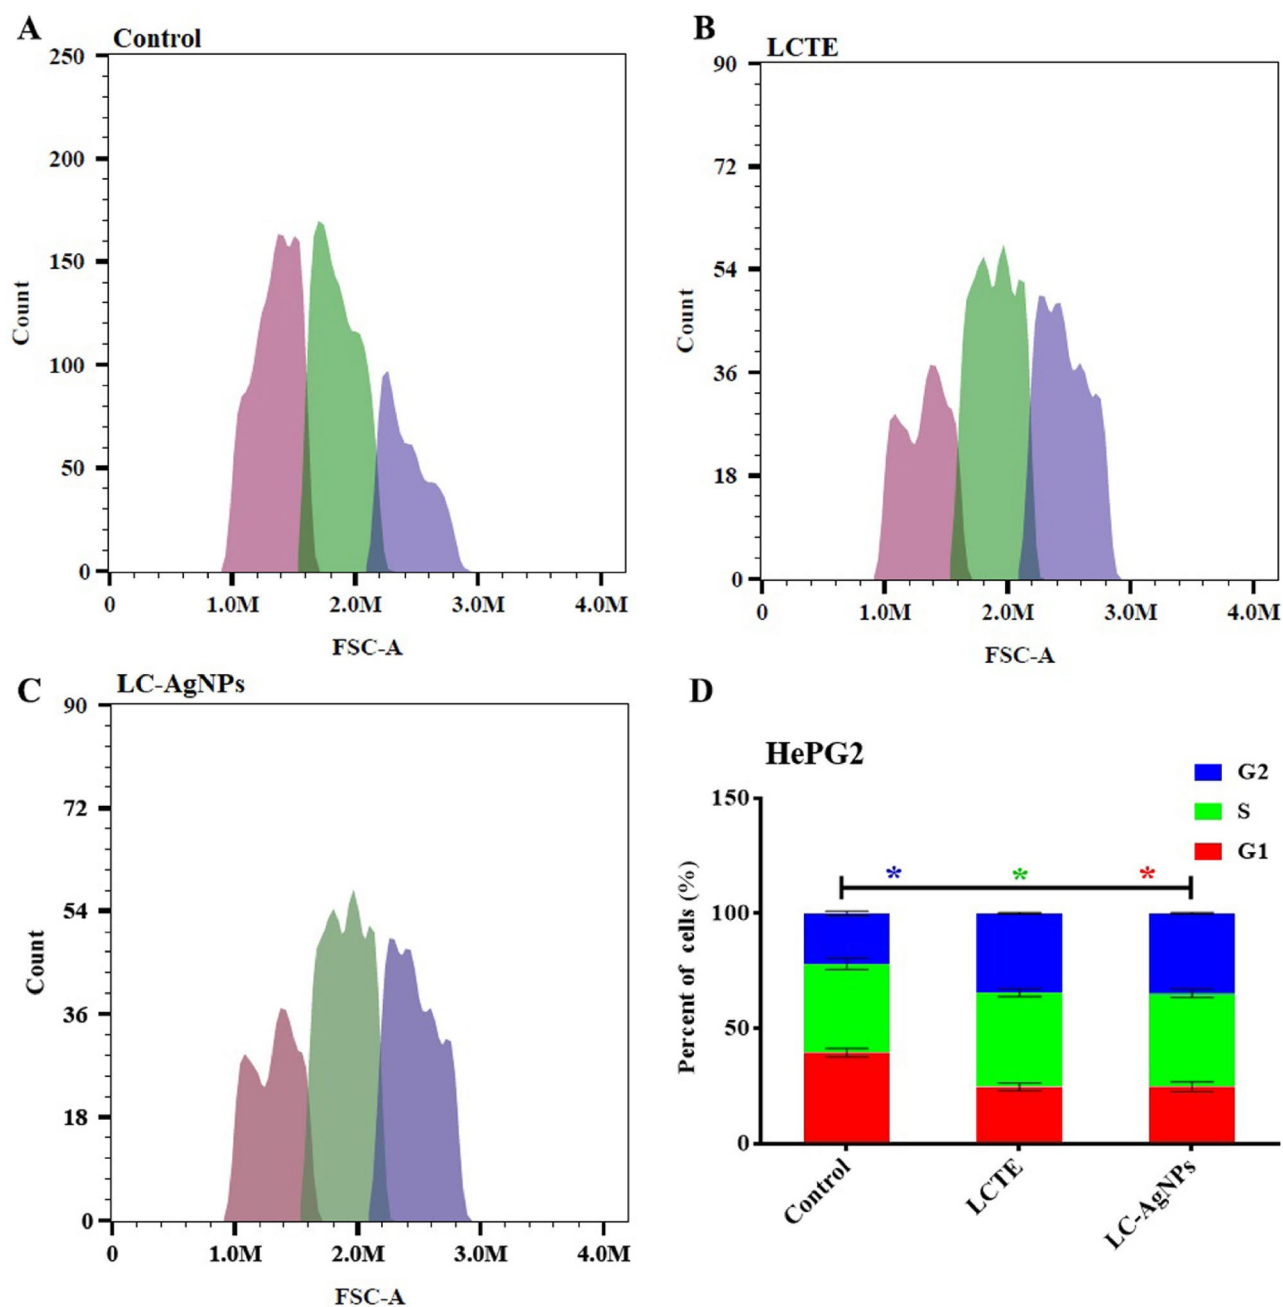 A
Control
250
200
150
100
50
0
Count
0 1.0M 2.0M 3.0M 4.0M
FSC-A
B
LCTE
90
72
54
36
18
0
Count
0 1.0M 2.0M 3.0M 4.0M
FSC-A
C
LC-AgNPs
90
72
54
36
18
0
Count
0 1.0M 2.0M 3.0M 4.0M
FSC-A
D
HePG2
G2
S
G1
150
100
50
0
Percent of cells (%)
* * *
Control
LCTE
LC-AgNPs